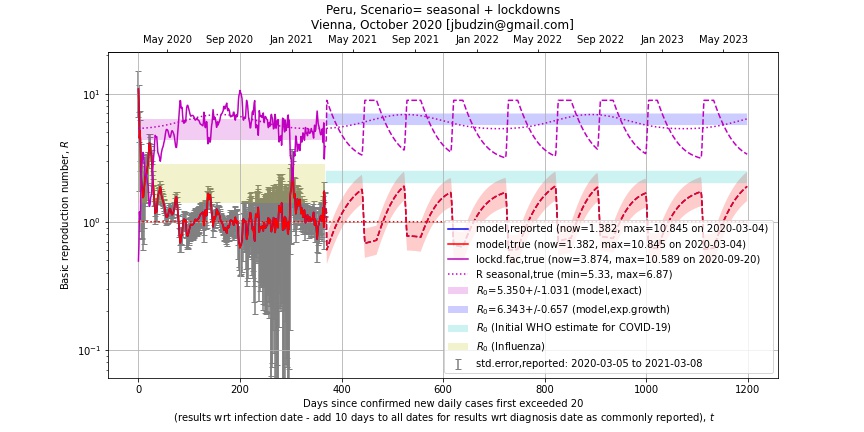 Peru, Scenario= seasonal + lockdowns
Vienna, October 2020 [jbudzin@gmail.com]
May 2020 Sep 2020 Jan 2021 May 2021 Sep 2021 Jan 2022 May 2022 Sep 2022 Jan 2023 May 2023
Basic reproduction number, R
10¹
10⁰
10⁻¹
model,reported (now=1.382, max=10.845 on 2020-03-04)
model,true (now=1.382, max=10.845 on 2020-03-04)
lockd.fac,true (now=3.874, max=10.589 on 2020-09-20)
R seasonal,true (min=5.33, max=6.87)
R₀=5.350+/-1.031 (model,exact)
R₀=6.343+/-0.657 (model,exp.growth)
R₀ (Initial WHO estimate for COVID-19)
R₀ (Influenza)
std.error,reported: 2020-03-05 to 2021-03-08
0 200 400 600 800 1000 1200
Days since confirmed new daily cases first exceeded 20
(results wrt infection date - add 10 days to all dates for results wrt diagnosis date as commonly reported), t